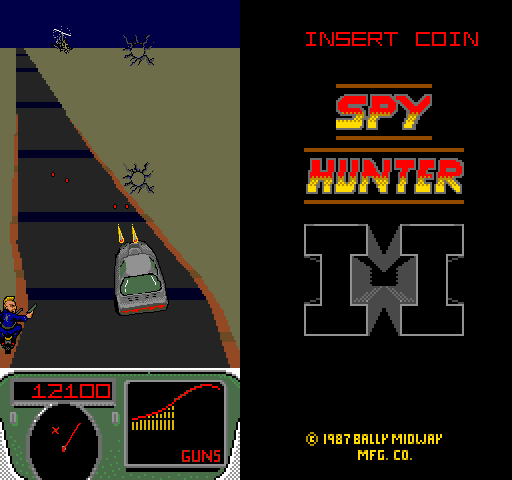 INSERT COIN
SPY
HUNTER
II
12100
GUNS
© 1987 BALLY MIDWAY
MFG. CO.